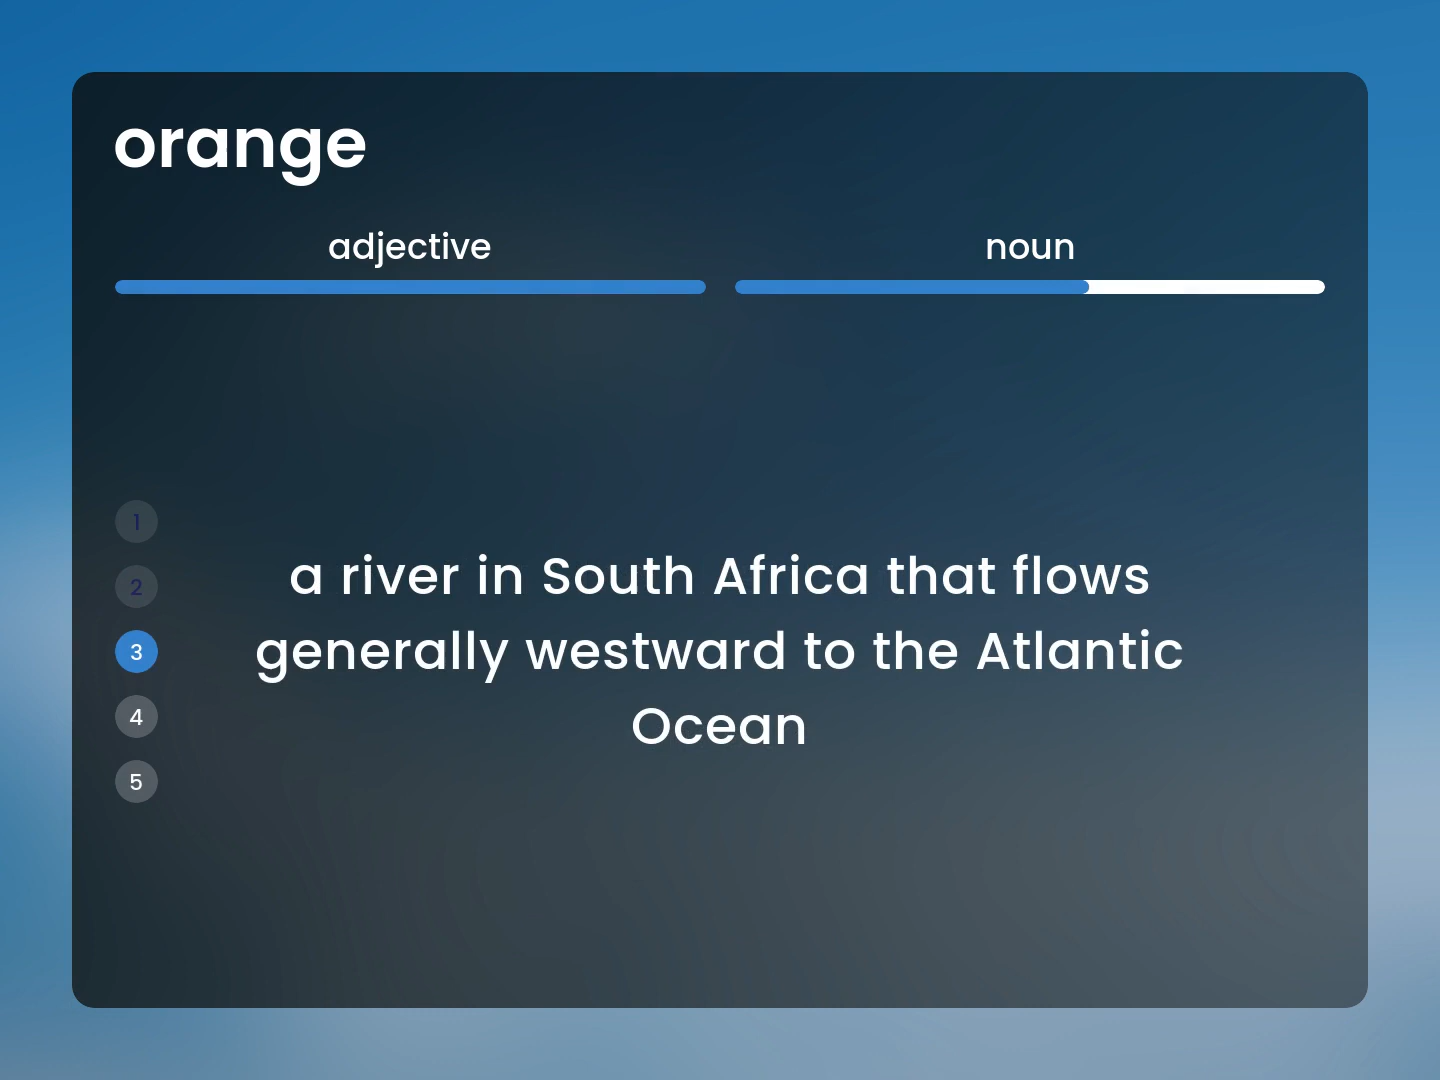 orange
adjective
noun
1
2
3
4
5
a river in South Africa that flows
generally westward to the Atlantic
Ocean